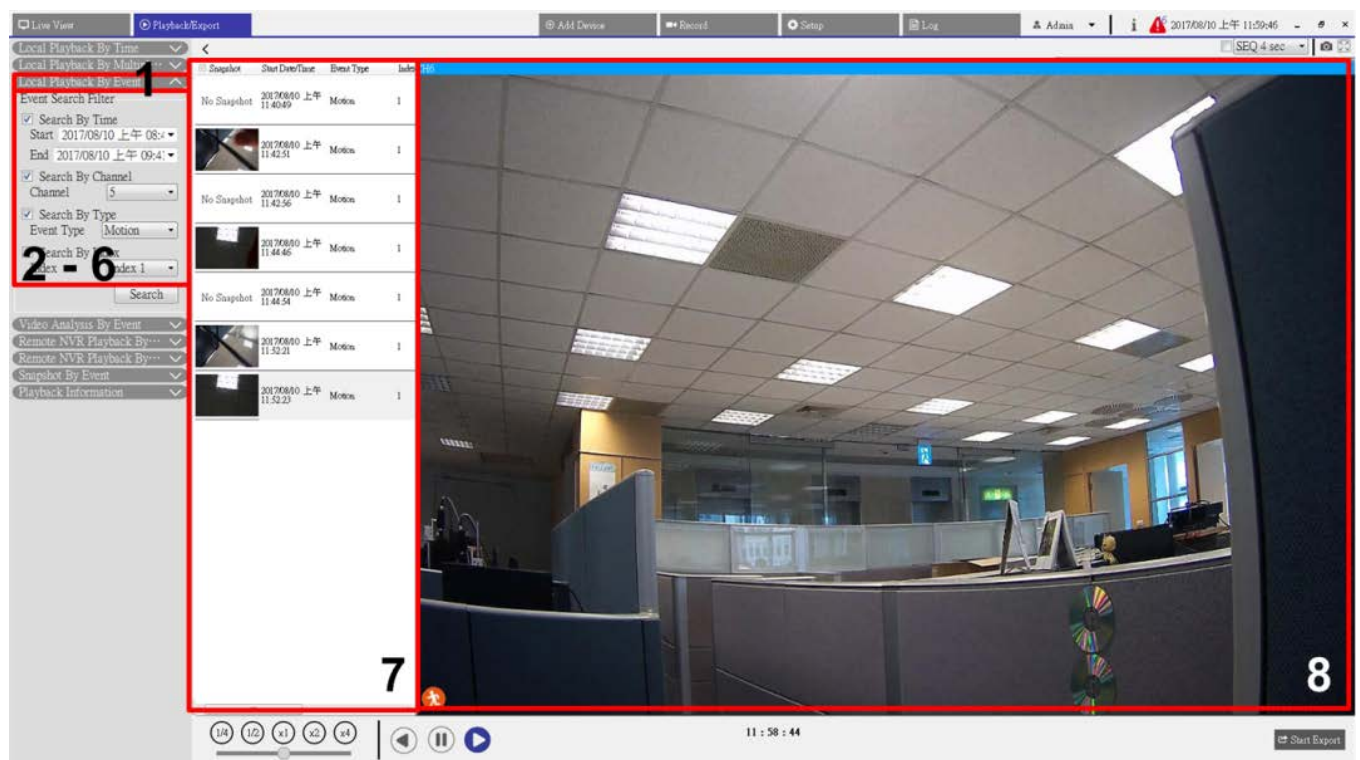 Live View
Playback/Export
Add Device
Record
Setup
Log
Admin
i
2017/08/10 上午 11:59:46
Local Playback By Time
SEQ 4 sec
Local Playback By Multi···
1
Local Playback By Event
Snapshot Start Date/Time Event Type Index
CH5
Event Search Filter
Search By Time
Start 2017/08/10 上午 08:4
End 2017/08/10 上午 09:4
Search By Channel
Channel 5
Search By Type
Event Type Motion
Search By Index
Index Index 1
2 - 6
Search
Video Analysis By Event
Remote NVR Playback By···
Remote NVR Playback By···
Snapshot By Event
Playback Information
No Snapshot 2017/08/10 上午 11:40:49 Motion 1
2017/08/10 上午 11:42:51 Motion 1
No Snapshot 2017/08/10 上午 11:42:56 Motion 1
2017/08/10 上午 11:44:46 Motion 1
No Snapshot 2017/08/10 上午 11:44:54 Motion 1
2017/08/10 上午 11:52:21 Motion 1
2017/08/10 上午 11:52:23 Motion 1
7
8
1/4 1/2 x1 x2 x4
11 : 58 : 44
Start Export